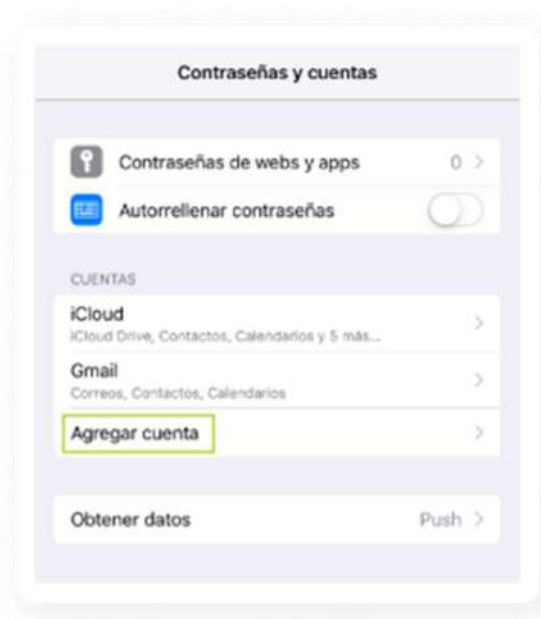 Contraseñas y cuentas
Contraseñas de webs y apps 0
Autorrellenar contraseñas
CUENTAS
iCloud
iCloud Drive, Contactos, Calendarios y 5 más...
Gmail
Correos, Contactos, Calendarios
Agregar cuenta
Obtener datos Push